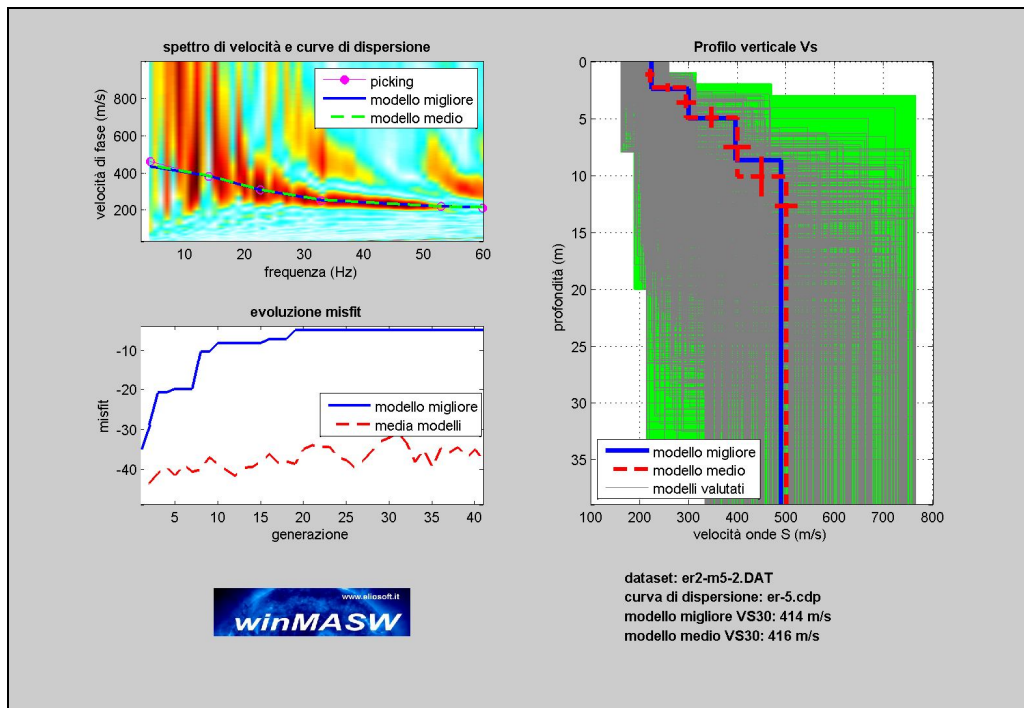 spettro di velocità e curve di dispersione
picking
modello migliore
modello medio
800
600
400
200
velocità di fase (m/s)
10 20 30 40 50 60
frequenza (Hz)
evoluzione misfit
-10
-20
-30
-40
misfit
modello migliore
media modelli
5 10 15 20 25 30 35 40
generazione
www.eliosoft.it
winMASW
Profilo verticale Vs
0
5
10
15
20
25
30
35
profondità (m)
modello migliore
modello medio
modelli valutati
100 200 300 400 500 600 700 800
velocità onde S (m/s)
dataset: er2-m5-2.DAT
curva di dispersione: er-5.cdp
modello migliore VS30: 414 m/s
modello medio VS30: 416 m/s